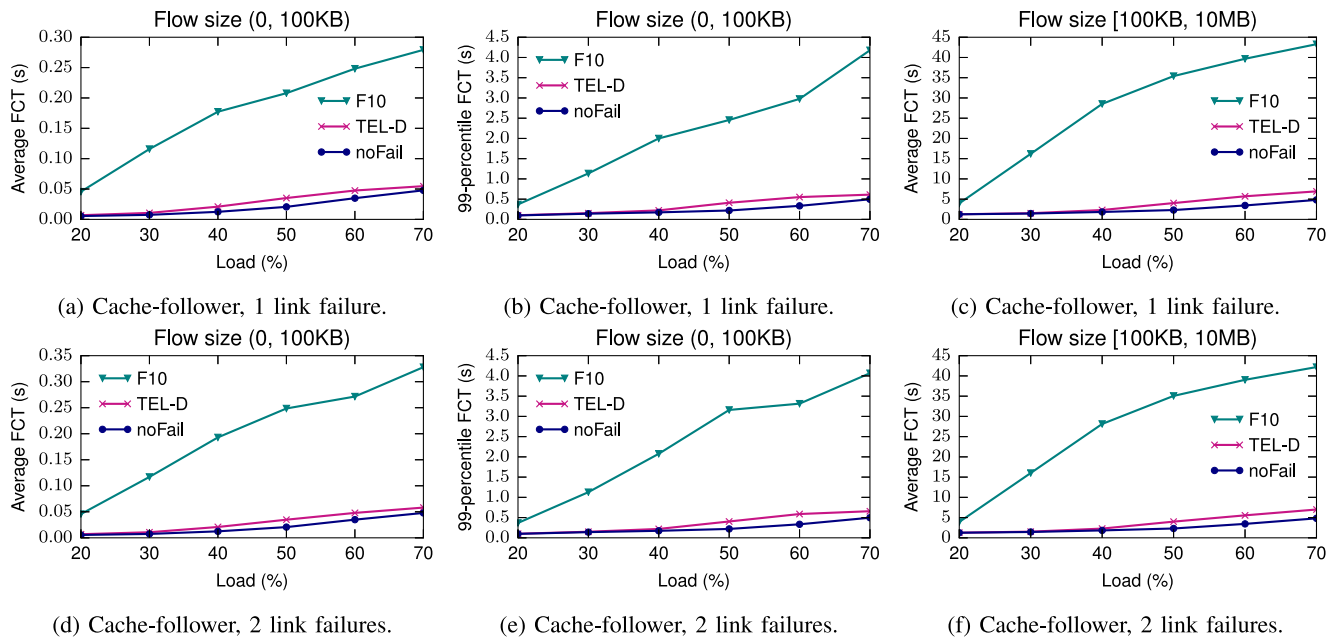 Flow size (0, 100KB)
0.30
0.25
0.20
0.15
0.10
0.05
0.00
Average FCT (s)
F10
TEL-D
noFail
20 30 40 50 60 70
Load (%)
(a) Cache-follower, 1 link failure.
Flow size (0, 100KB)
4.5
4.0
3.5
3.0
2.5
2.0
1.5
1.0
0.5
0.0
99-percentile FCT (s)
F10
TEL-D
noFail
20 30 40 50 60 70
Load (%)
(b) Cache-follower, 1 link failure.
Flow size [100KB, 10MB)
45
40
35
30
25
20
15
10
5
0
Average FCT (s)
F10
TEL-D
noFail
20 30 40 50 60 70
Load (%)
(c) Cache-follower, 1 link failure.
Flow size (0, 100KB)
0.35
0.30
0.25
0.20
0.15
0.10
0.05
0.00
Average FCT (s)
F10
TEL-D
noFail
20 30 40 50 60 70
Load (%)
(d) Cache-follower, 2 link failures.
Flow size (0, 100KB)
4.5
4.0
3.5
3.0
2.5
2.0
1.5
1.0
0.5
0.0
99-percentile FCT (s)
F10
TEL-D
noFail
20 30 40 50 60 70
Load (%)
(e) Cache-follower, 2 link failures.
Flow size [100KB, 10MB)
45
40
35
30
25
20
15
10
5
0
Average FCT (s)
F10
TEL-D
noFail
20 30 40 50 60 70
Load (%)
(f) Cache-follower, 2 link failures.